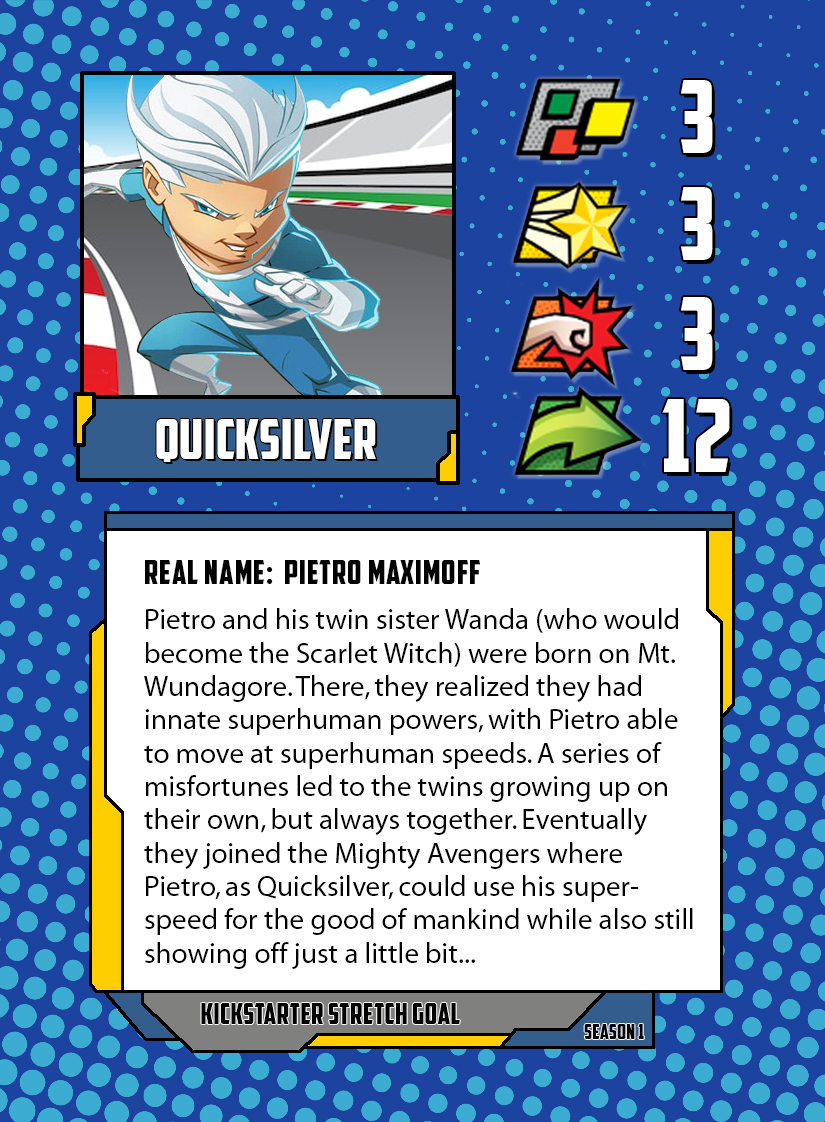 3
3
3
12
QUICKSILVER
REAL NAME: PIETRO MAXIMOFF
Pietro and his twin sister Wanda (who would
become the Scarlet Witch) were born on Mt.
Wundagore. There, they realized they had
innate superhuman powers, with Pietro able
to move at superhuman speeds. A series of
misfortunes led to the twins growing up on
their own, but always together. Eventually
they joined the Mighty Avengers where
Pietro, as Quicksilver, could use his super-
speed for the good of mankind while also still
showing off just a little bit...
KICKSTARTER STRETCH GOAL
SEASON 1